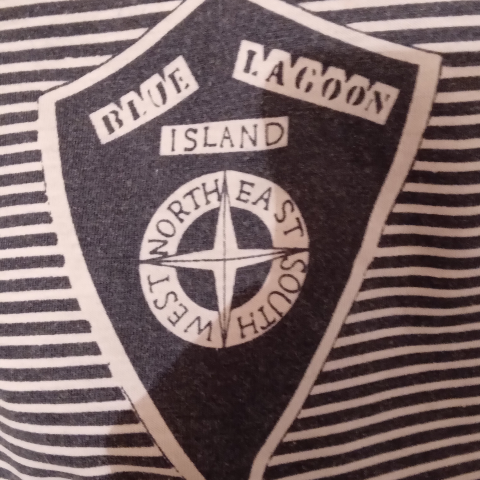 BLUE LAGOON
ISLAND
NORTH EAST
WEST SOUTH